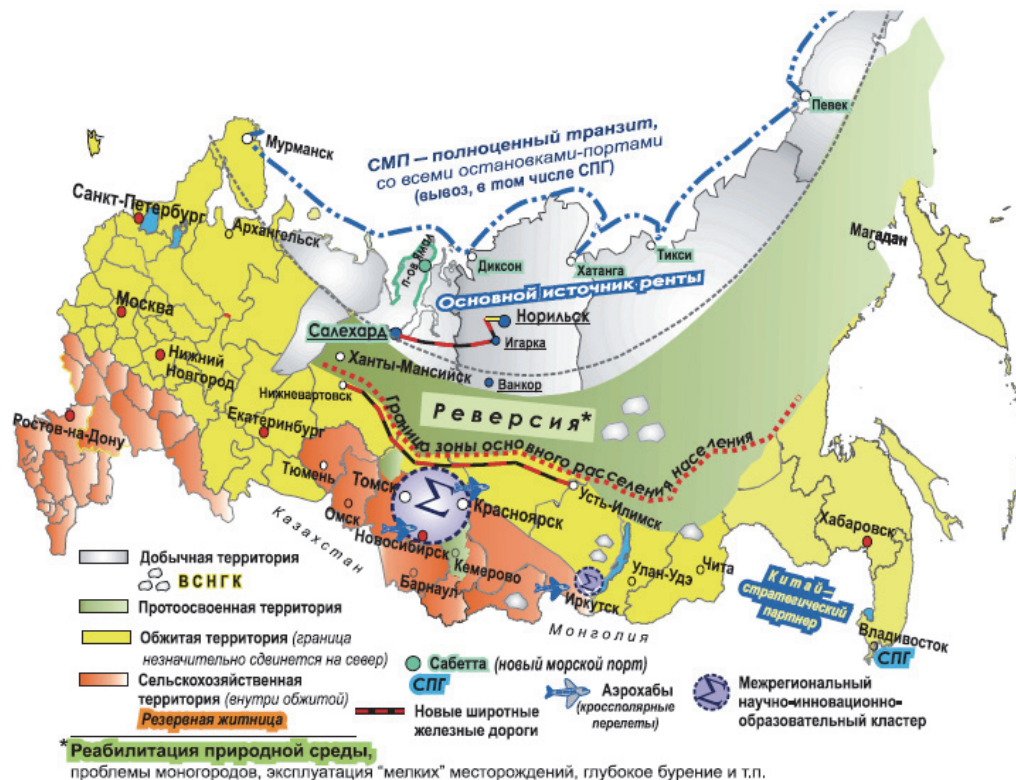 Певек
Мурманск
СМП — полноценный транзит,
со всеми остановками-портами
(вывоз, в том числе СПГ)
Санкт-Петербург
Архангельск
п-ов Ямал
Диксон
Хатанга
Тикси
Магадан
Основной источник ренты
Москва
Салехард
Норильск
Игарка
Нижний
Новгород
Ханты-Мансийск
Ванкор
Нижневартовск
Реверсия*
Граница зоны основного расселения населения
Ростов-на-Дону
Екатеринбург
Тюмень
Томск
Σ
Красноярск
Усть-Илимск
Омск
Казахстан
Новосибирск
Хабаровск
Кемерово
Барнаул
Σ
Иркутск
Улан-Удэ
Чита
Монголия
Китай –
стратегический
партнер
Владивосток
СПГ
Добычная территория
ВСНГК
Протоосвоенная территория
Обжитая территория (граница
незначительно сдвинется на север)
Сельскохозяйственная
территория (внутри обжитой)
Резервная житница
Сабетта (новый морской порт)
СПГ
Новые широтные
железные дороги
Аэрохабы
(кроссполярные
перелеты)
Σ
Межрегиональный
научно-инновационно-
образовательный кластер
*Реабилитация природной среды,
проблемы моногородов, эксплуатация "мелких" месторождений, глубокое бурение и т.п.